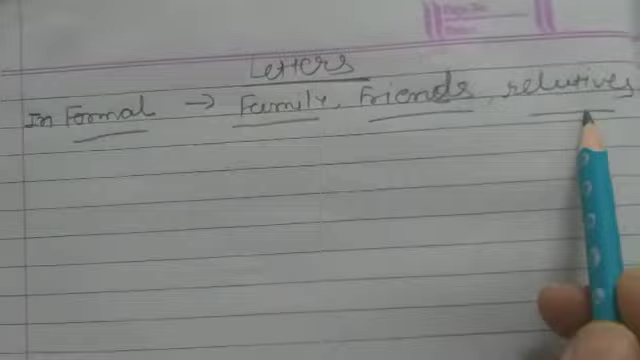 Letters
In Formal → Family, Friends, relatives